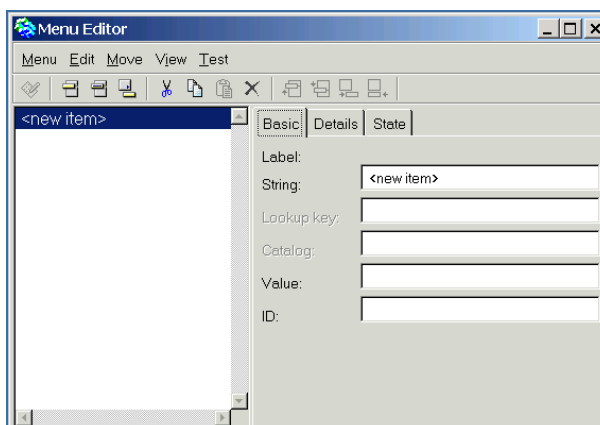 Menu Editor
Menu Edit Move View Test
<new item>
Basic Details State
Label:
String: <new item>
Lookup key:
Catalog:
Value:
ID: